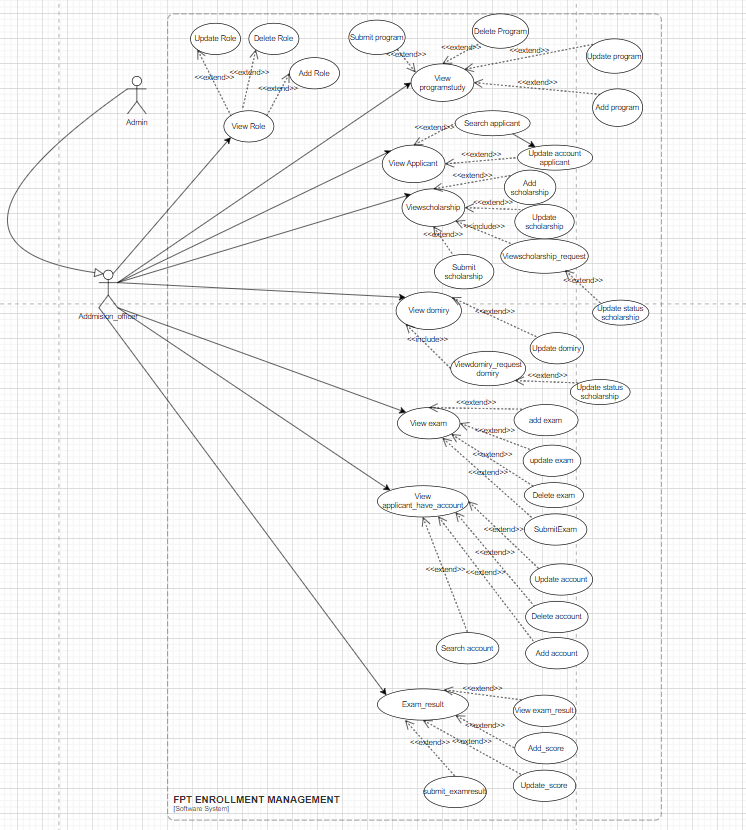 Update Role
Delete Role
Submit program
Delete Program
<<extend>>
<<extend>>
<<extend>>
Update program
<<extend>>
<<extend>>
<<extend>>
Add Role
View
programstudy
<<extend>>
Add program
Admin
View Role
Search applicant
<<extend>>
View Applicant
<<extend>>
Update account
applicant
<<extend>>
Add
scholarship
Viewscholarship
<<extend>>
Update
scholarship
<<include>>
<<extend>>
Viewscholarship_request
Submit
scholarship
<<extend>>
Addmision_officer
View domiry
<<extend>>
Update status
scholarship
<<include>>
Update domiry
Viewdomiry_request
domiry
<<extend>>
Update status
scholarship
<<extend>>
View exam
add exam
<<extend>>
<<extend>>
update exam
<<extend>>
Delete exam
View
applicant_have_account
SubmitExam
<<extend>>
<<extend>>
<<extend>>
<<extend>>
Update account
Delete account
Search account
Add account
<<extend>>
Exam_result
View exam_result
<<extend>>
<<extend>>
<<extend>>
Add_score
submit_examresult
Update_score
FPT ENROLLMENT MANAGEMENT
[Software System]